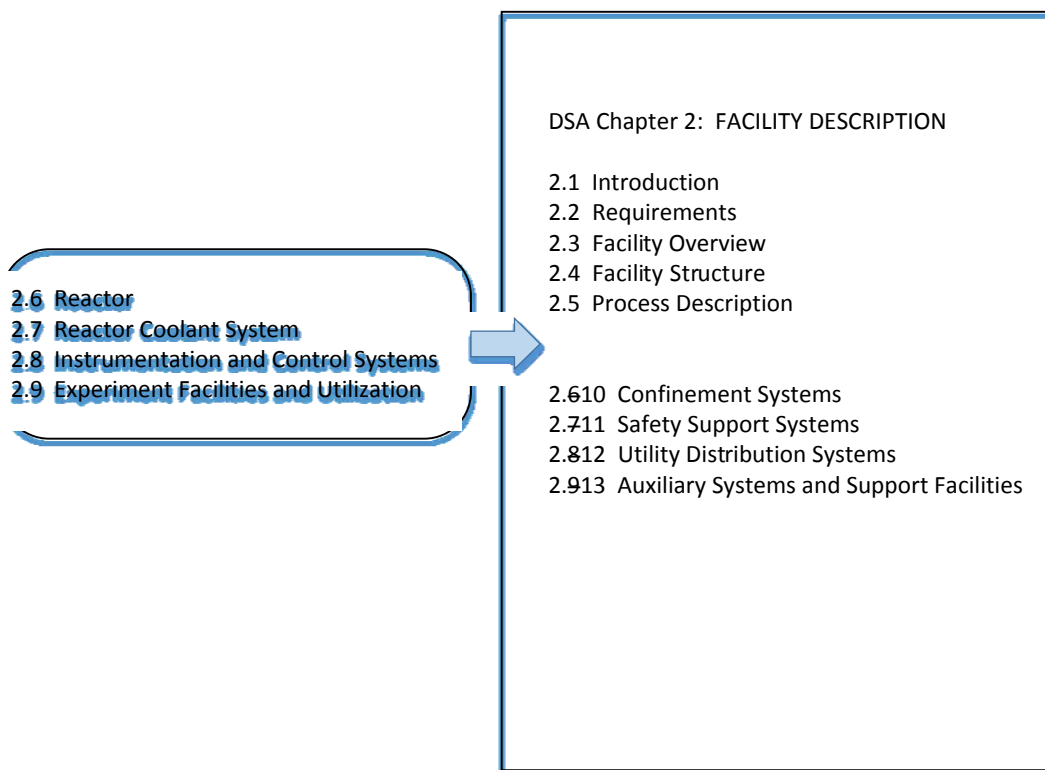 DSA Chapter 2: FACILITY DESCRIPTION
2.1 Introduction
2.2 Requirements
2.3 Facility Overview
2.4 Facility Structure
2.5 Process Description
2.6 Reactor
2.7 Reactor Coolant System
2.8 Instrumentation and Control Systems
2.9 Experiment Facilities and Utilization
2.610 Confinement Systems
2.711 Safety Support Systems
2.812 Utility Distribution Systems
2.913 Auxiliary Systems and Support Facilities